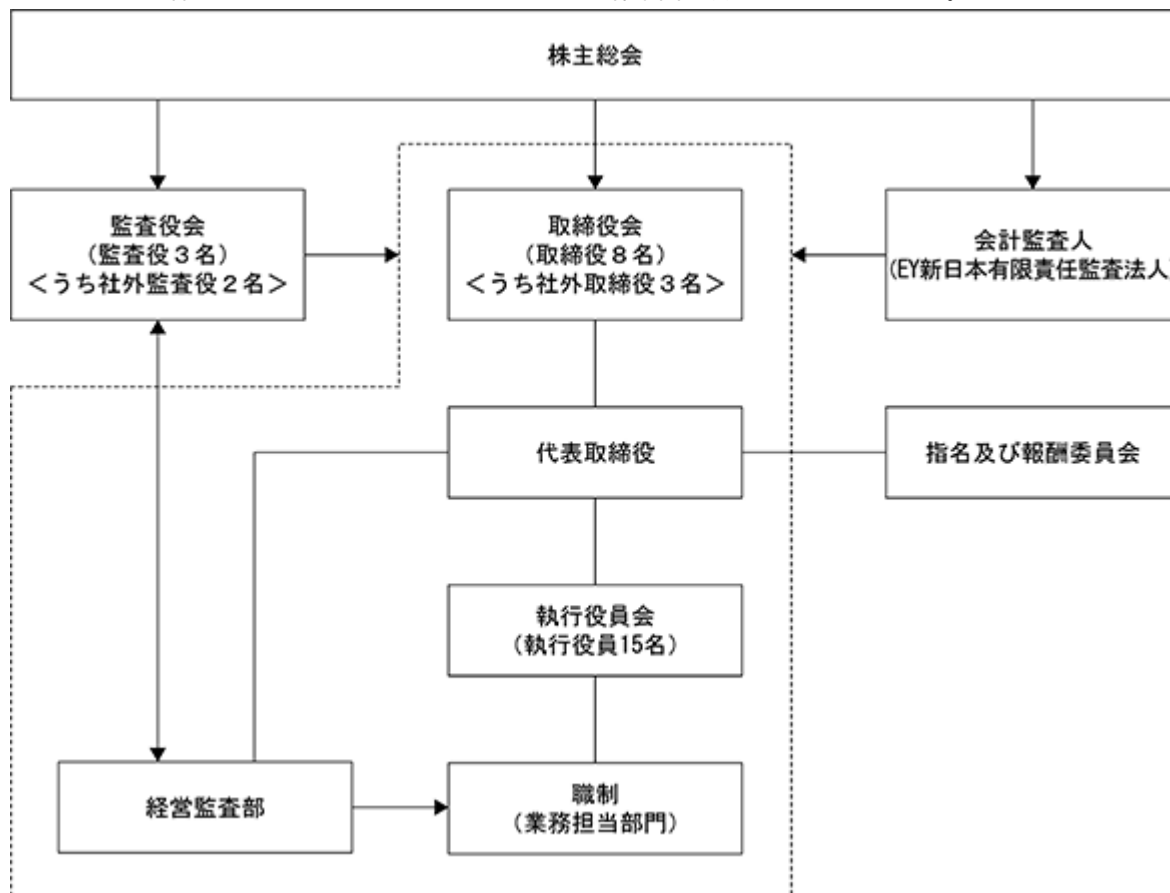 株主総会
監査役会
(監査役３名)
＜うち社外監査役２名＞
取締役会
(取締役８名)
＜うち社外取締役３名＞
会計監査人
(EY新日本有限責任監査法人)
代表取締役
指名及び報酬委員会
執行役員会
(執行役員15名)
経営監査部
職制
(業務担当部門)